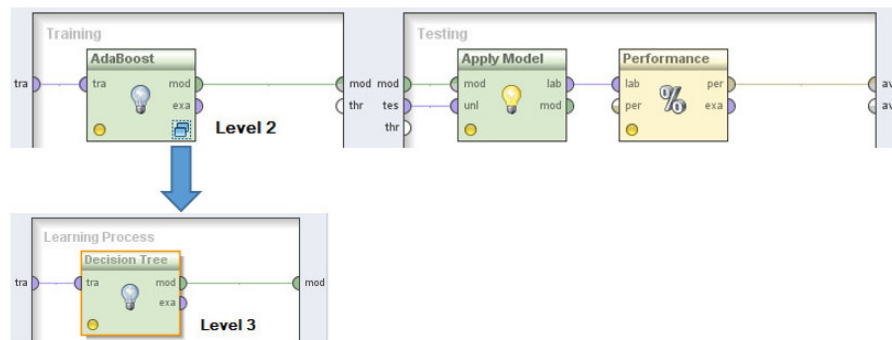 Training
AdaBoost
tra tra mod mod
exa thr
Level 2
Testing
Apply Model Performance
mod mod lab lab per av
tes unl mod per % exa av
thr
Learning Process
Decision Tree
tra tra mod mod
exa
Level 3